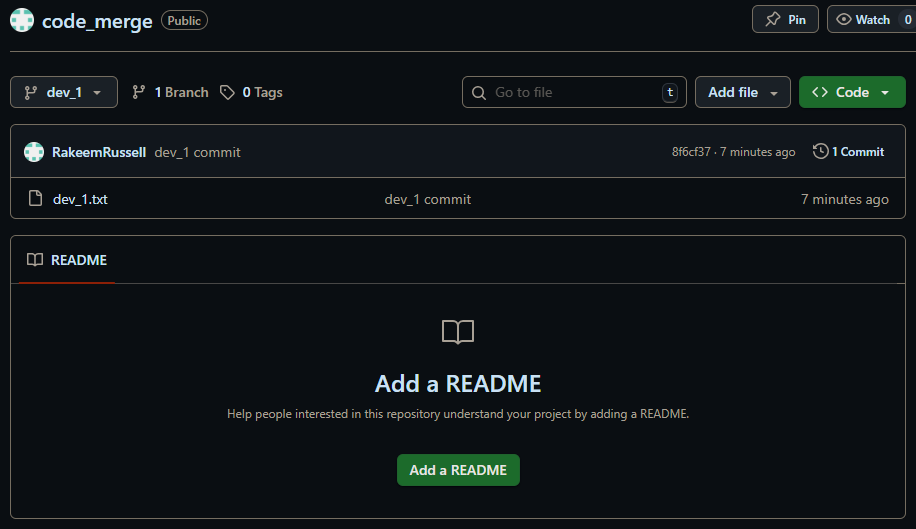 code_merge Public Pin Watch 0
dev_1 1 Branch 0 Tags Go to file t Add file Code
RakeemRussell dev_1 commit 8f6cf37 · 7 minutes ago 1 Commit
dev_1.txt dev_1 commit 7 minutes ago
README
Add a README
Help people interested in this repository understand your project by adding a README.
Add a README